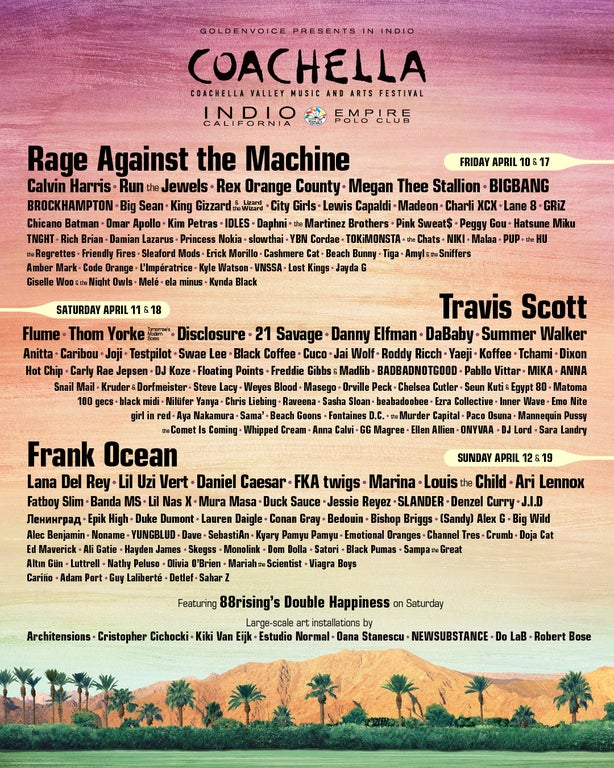 GOLDENVOICE PRESENTS IN INDIO
COACHELLA
COACHELLA VALLEY MUSIC AND ARTS FESTIVAL
INDIO CALIFORNIA EMPIRE POLO CLUB
Rage Against the Machine
FRIDAY APRIL 10 & 17
Calvin Harris • Run the Jewels • Rex Orange County • Megan Thee Stallion • BIGBANG
BROCKHAMPTON • Big Sean • King Gizzard & the Lizard Wizard • City Girls • Lewis Capaldi • Madeon • Charli XCX • Lane 8 • GRiZ
Chicano Batman • Omar Apollo • Kim Petras • IDLES • Daphni • the Martinez Brothers • Pink Sweat$ • Peggy Gou • Hatsune Miku
TNGHT • Rich Brian • Damian Lazarus • Princess Nokia • slowthai • YBN Cordae • TOKiMONSTA • the Chats • NIKI • Malaa • PUP • the HU
the Regrettes • Friendly Fires • Sleaford Mods • Erick Morillo • Cashmere Cat • Beach Bunny • Tiga • Amyl & the Sniffers
Amber Mark • Code Orange • L'Impératrice • Kyle Watson • VNSSA • Lost Kings • Jayda G
Giselle Woo & the Night Owls • Melé • ela minus • Kynda Black
SATURDAY APRIL 11 & 18
Travis Scott
Flume • Thom Yorke Tomorrow's Modern Boxes • Disclosure • 21 Savage • Danny Elfman • DaBaby • Summer Walker
Anitta • Caribou • Joji • Testpilot • Swae Lee • Black Coffee • Cuco • Jai Wolf • Roddy Ricch • Yaeji • Koffee • Tchami • Dixon
Hot Chip • Carly Rae Jepsen • DJ Koze • Floating Points • Freddie Gibbs & Madlib • BADBADNOTGOOD • Pabllo Vittar • MIKA • ANNA
Snail Mail • Kruder & Dorfmeister • Steve Lacy • Weyes Blood • Masego • Orville Peck • Chelsea Cutler • Seun Kuti & Egypt 80 • Matoma
100 gecs • black midi • Nilüfer Yanya • Chris Liebing • Raveena • Sasha Sloan • beabadoobee • Ezra Collective • Inner Wave • Emo Nite
girl in red • Aya Nakamura • Sama' • Beach Goons • Fontaines D.C. • the Murder Capital • Paco Osuna • Mannequin Pussy
the Comet Is Coming • Whipped Cream • Anna Calvi • GG Magree • Ellen Allien • ONYVAA • DJ Lord • Sara Landry
Frank Ocean
SUNDAY APRIL 12 & 19
Lana Del Rey • Lil Uzi Vert • Daniel Caesar • FKA twigs • Marina • Louis the Child • Ari Lennox
Fatboy Slim • Banda MS • Lil Nas X • Mura Masa • Duck Sauce • Jessie Reyez • SLANDER • Denzel Curry • J.I.D
Ленинград • Epik High • Duke Dumont • Lauren Daigle • Conan Gray • Bedouin • Bishop Briggs • (Sandy) Alex G • Big Wild
Alec Benjamin • Noname • YUNGBLUD • Dave • SebastiAn • Kyary Pamyu Pamyu • Emotional Oranges • Channel Tres • Crumb • Doja Cat
Ed Maverick • Ali Gatie • Hayden James • Skegss • Monolink • Dom Dolla • Satori • Black Pumas • Sampa the Great
Altın Gün • Luttrell • Nathy Peluso • Olivia O'Brien • Mariah the Scientist • Viagra Boys
Cariño • Adam Port • Guy Laliberté • Detlef • Sahar Z
Featuring 88rising's Double Happiness on Saturday
Large-scale art installations by
Architensions • Cristopher Cichocki • Kiki Van Eijk • Estudio Normal • Oana Stanescu • NEWSUBSTANCE • Do LaB • Robert Bose